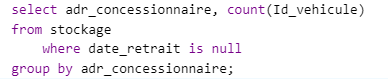 select adr_concessionnaire, count(Id_vehicule)
from stockage
    where date_retrait is null
group by adr_concessionnaire;